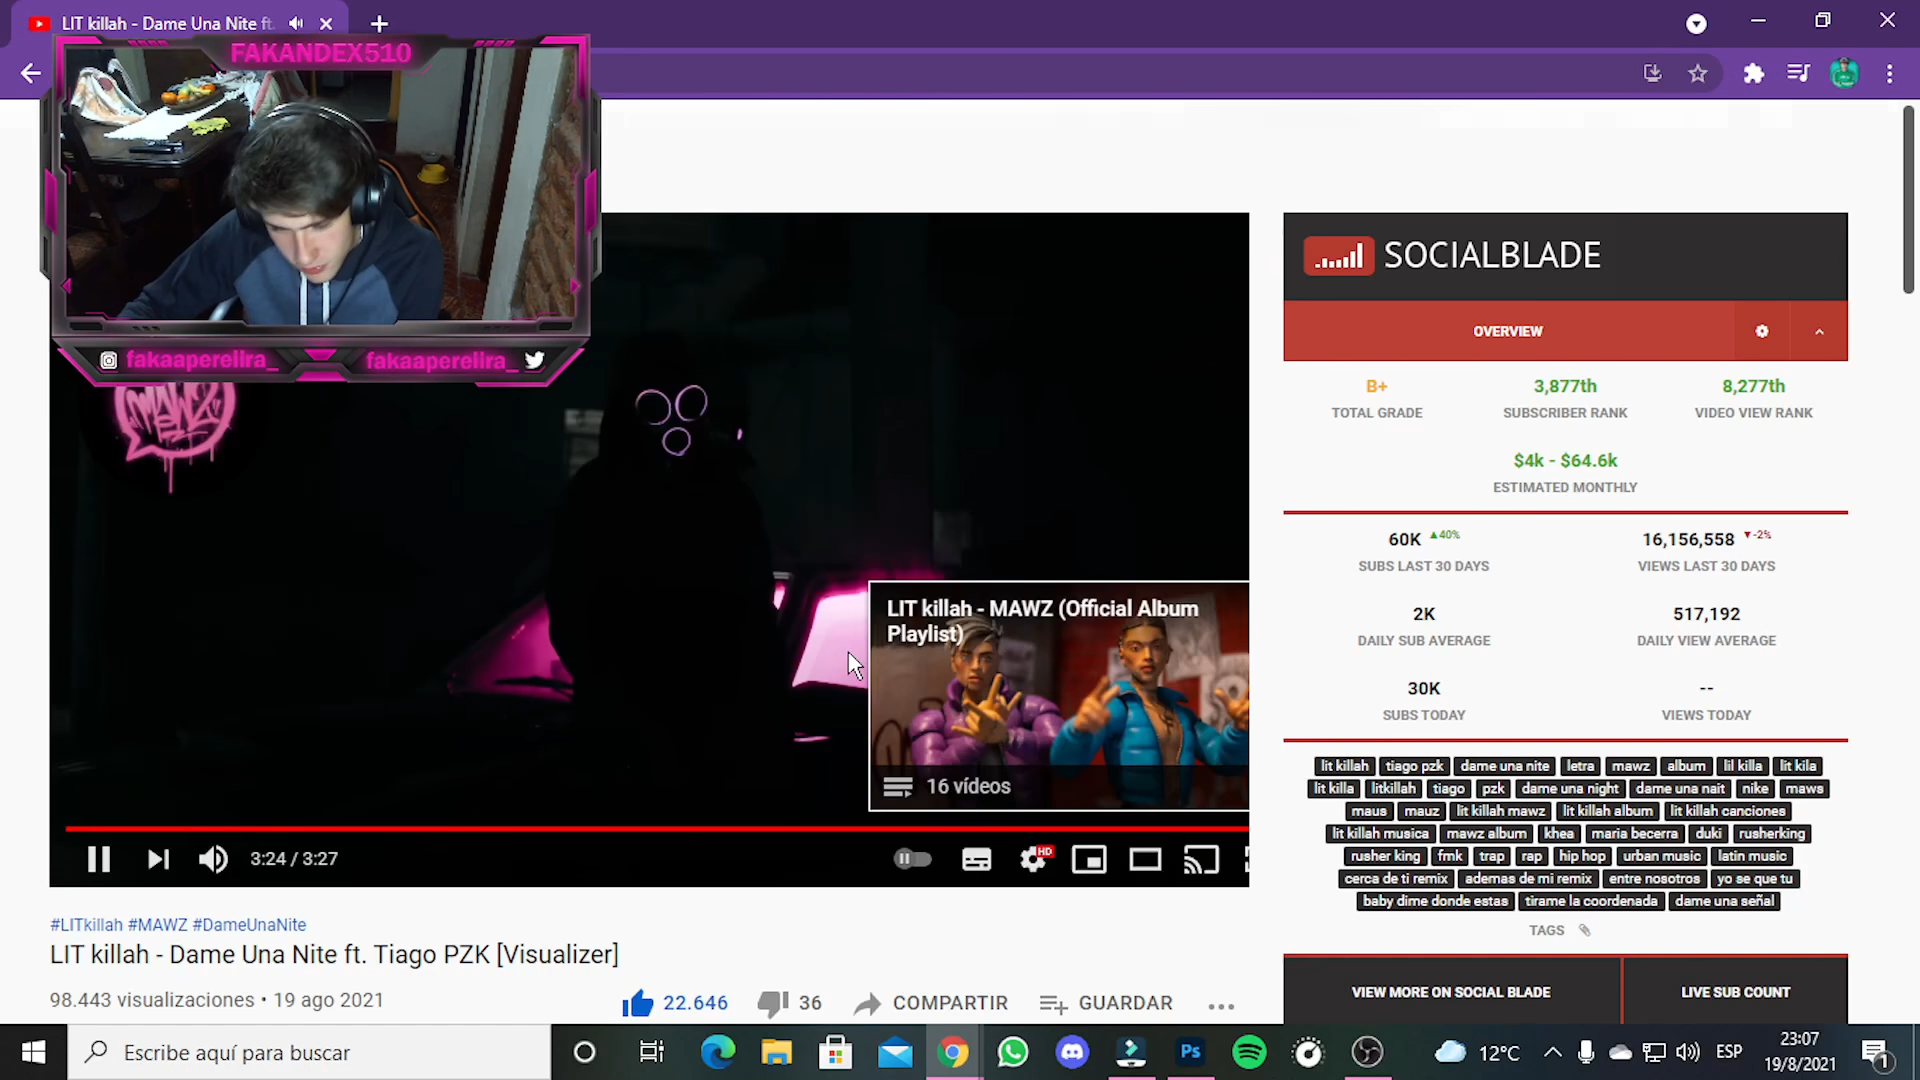 LIT killah - Dame Una Nite ft.
FAKANDEX510
fakaaperelIra_
fakaaperelIra_
MAWZ
LIT killah - MAWZ (Official Album
Playlist)
16 vídeos
3:24 / 3:27
HD
#LITkillah #MAWZ #DameUnaNite
LIT killah - Dame Una Nite ft. Tiago PZK [Visualizer]
98.443 visualizaciones • 19 ago 2021
22.646
36
COMPARTIR
GUARDAR
SOCIALBLADE
OVERVIEW
B+
TOTAL GRADE
3,877th
SUBSCRIBER RANK
8,277th
VIDEO VIEW RANK
$4k - $64.6k
ESTIMATED MONTHLY
60K ▲40%
SUBS LAST 30 DAYS
16,156,558 ▼-2%
VIEWS LAST 30 DAYS
2K
DAILY SUB AVERAGE
517,192
DAILY VIEW AVERAGE
30K
SUBS TODAY
--
VIEWS TODAY
lit killah tiago pzk dame una nite letra mawz album lil killa lit kila
lit killa litkillah tiago pzk dame una night dame una nait nike maws
maus mauz lit killah mawz lit killah album lit killah canciones
lit killah musica mawz album khea maria becerra duki rusherking
rusher king fmk trap rap hip hop urban music latin music
cerca de ti remix ademas de mi remix entre nosotros yo se que tu
baby dime donde estas tirame la coordenada dame una señal
TAGS
VIEW MORE ON SOCIAL BLADE
LIVE SUB COUNT
Escribe aquí para buscar
Ps
12°C
ESP
23:07
19/8/2021
1